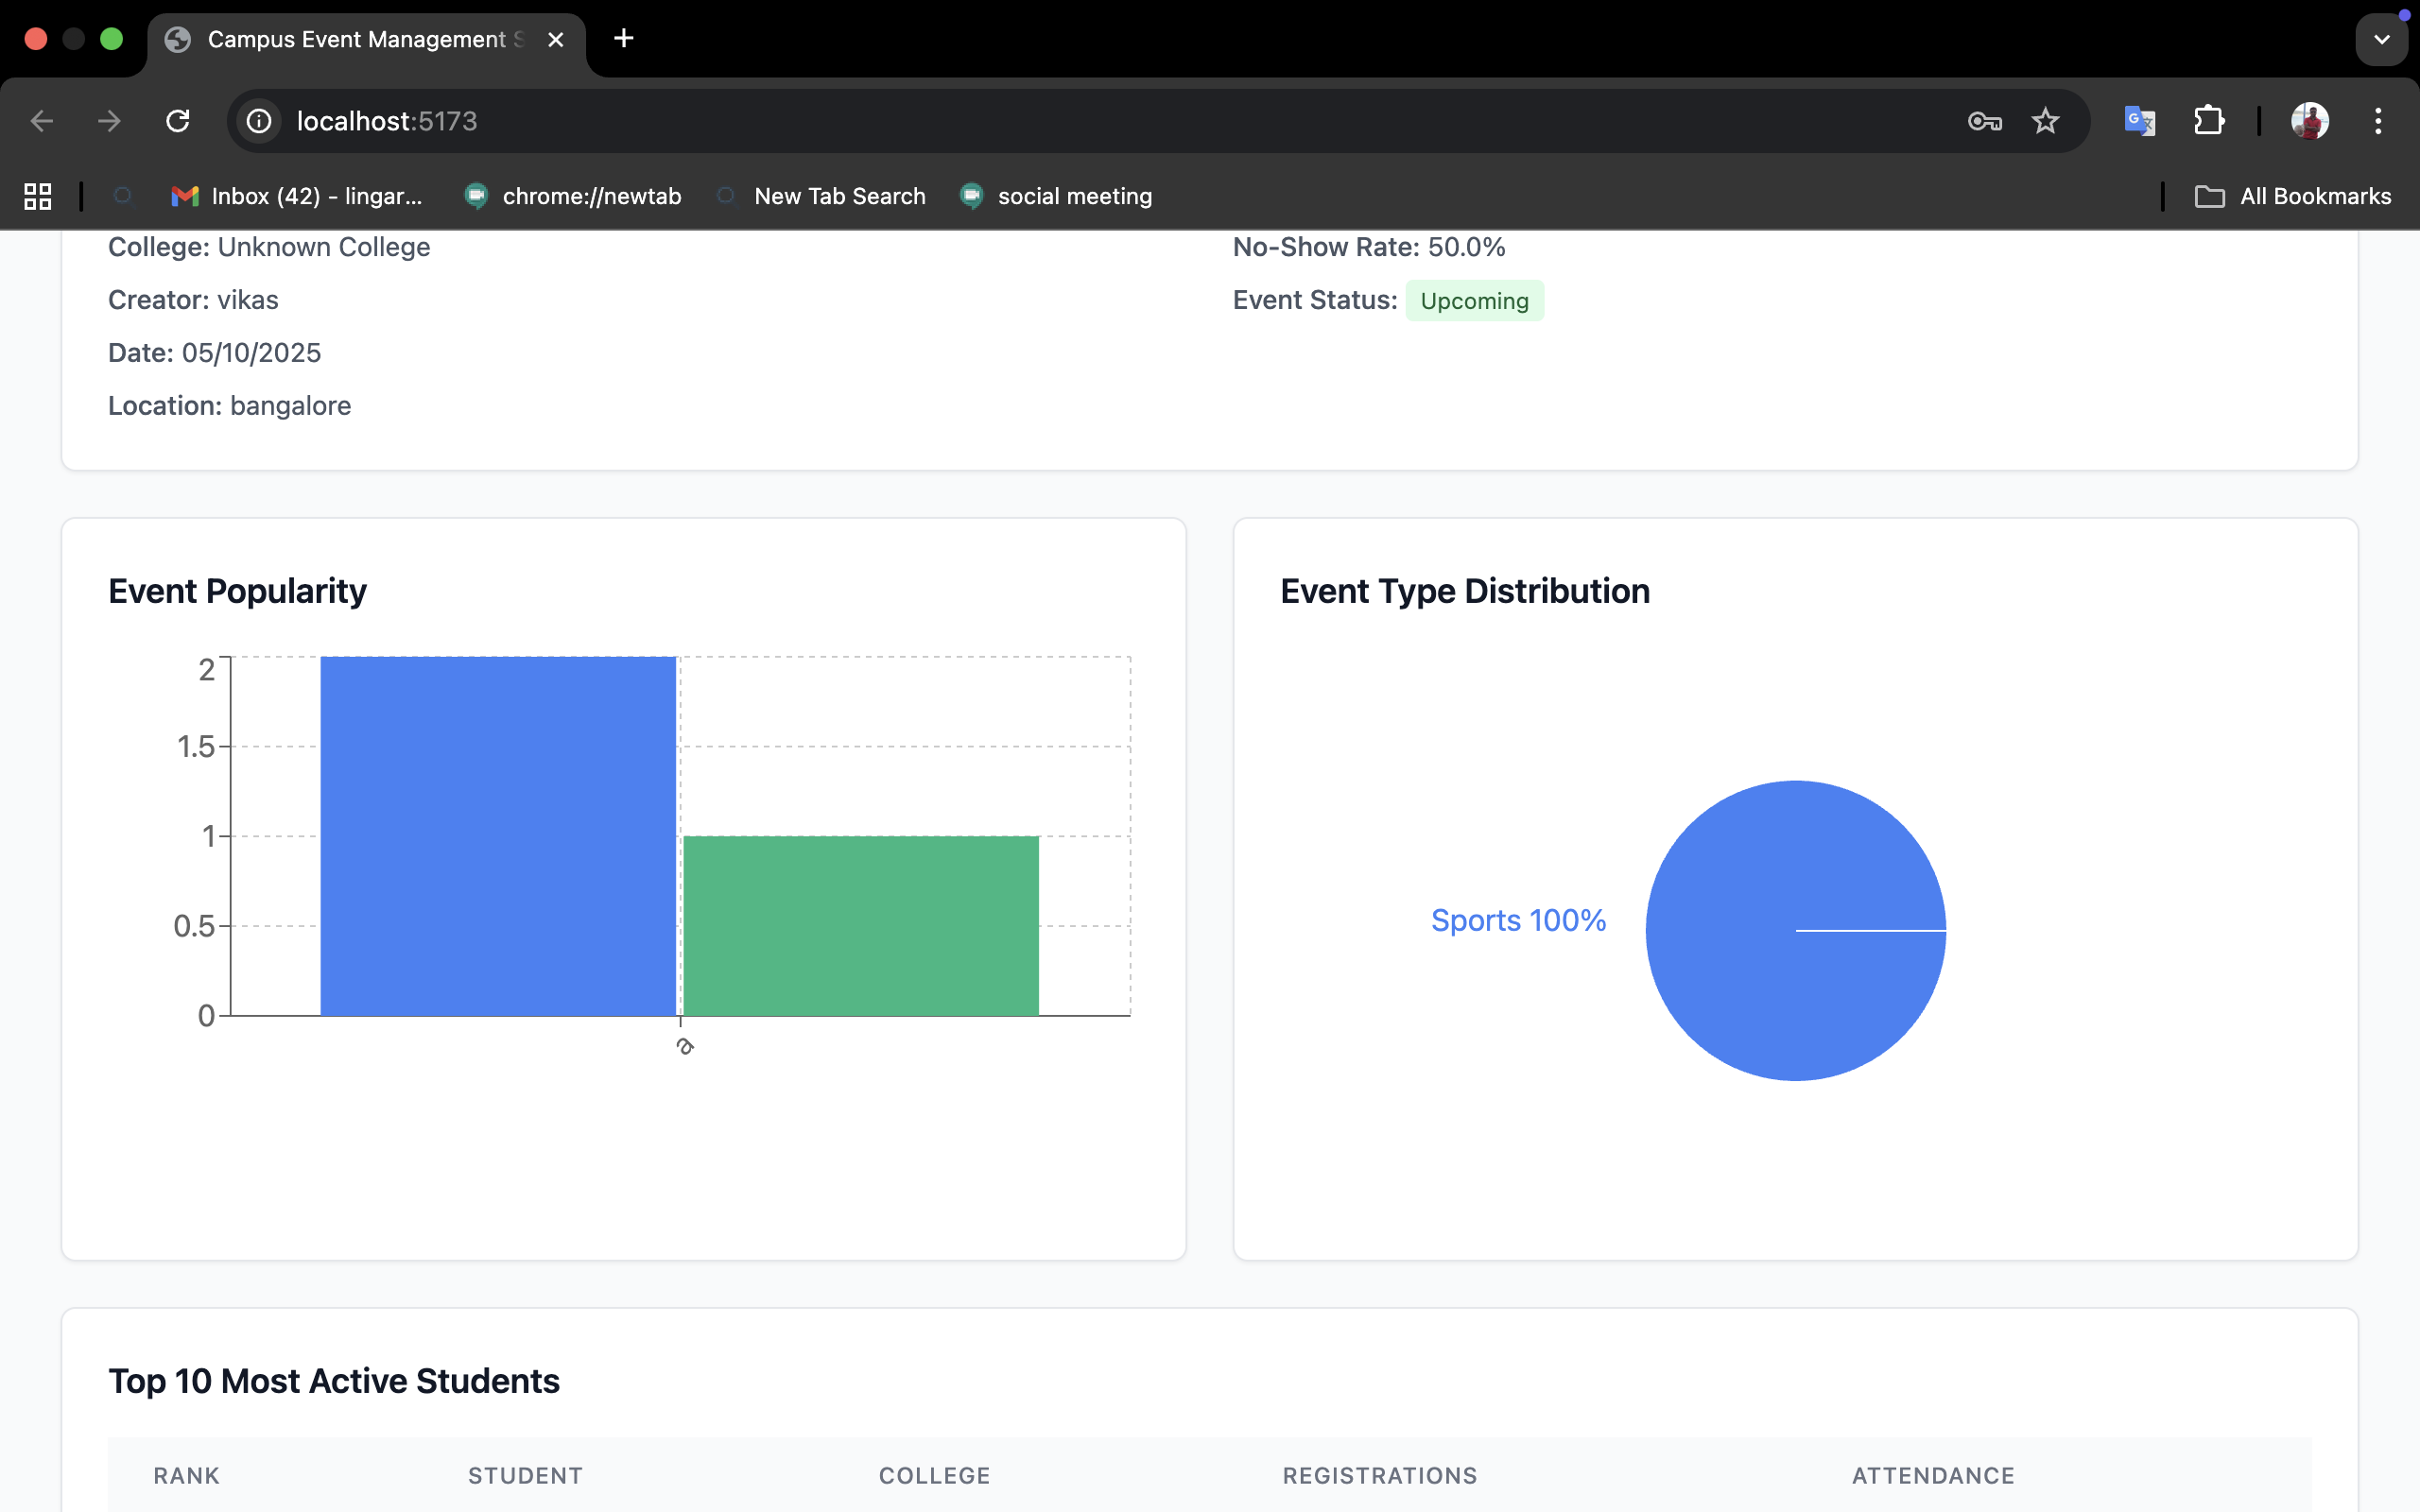 Campus Event Management S
localhost:5173
Inbox (42) - lingar...
chrome://newtab
New Tab Search
social meeting
All Bookmarks
College: Unknown College
Creator: vikas
Date: 05/10/2025
Location: bangalore
No-Show Rate: 50.0%
Event Status: Upcoming
Event Popularity
2
1.5
1
0.5
0
a
Event Type Distribution
Sports 100%
Top 10 Most Active Students
RANK STUDENT COLLEGE REGISTRATIONS ATTENDANCE